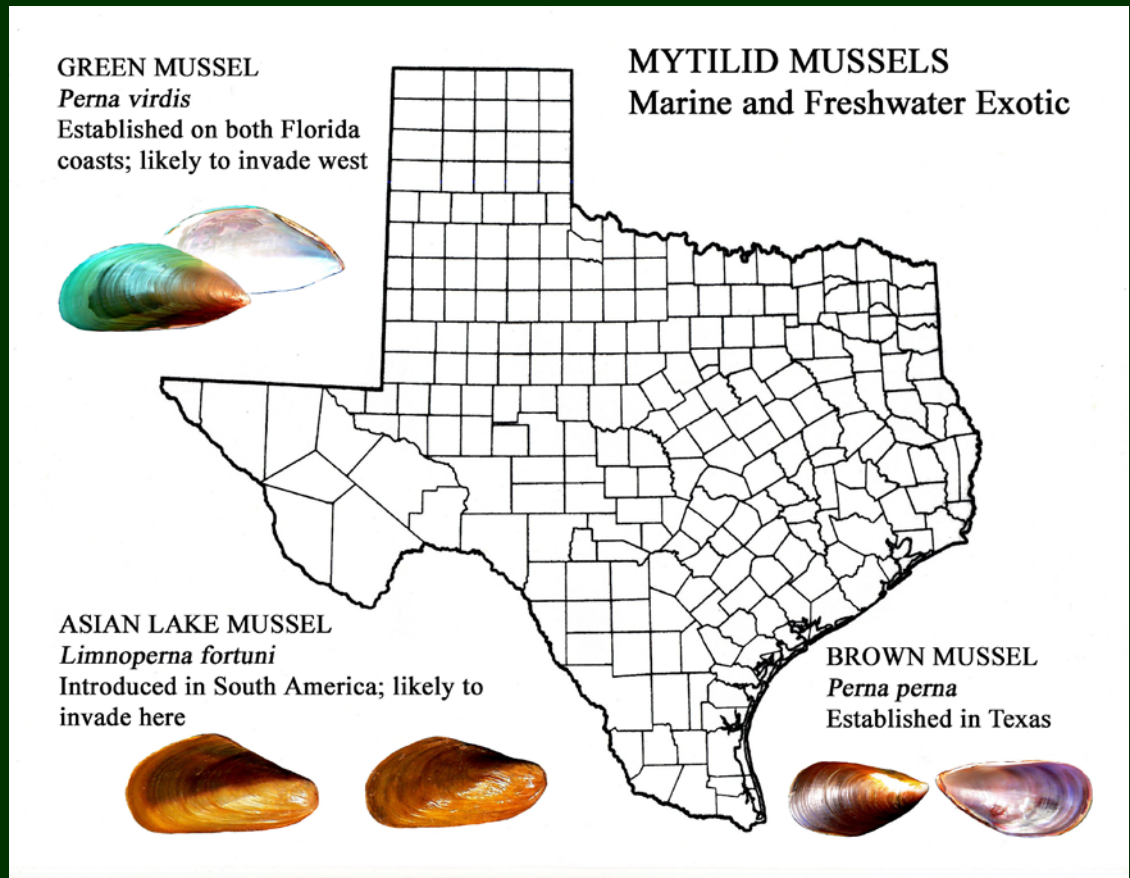 GREEN MUSSEL
Perna virdis
Established on both Florida
coasts; likely to invade west
MYTILID MUSSELS
Marine and Freshwater Exotic
ASIAN LAKE MUSSEL
Limnoperna fortuni
Introduced in South America; likely to
invade here
BROWN MUSSEL
Perna perna
Established in Texas